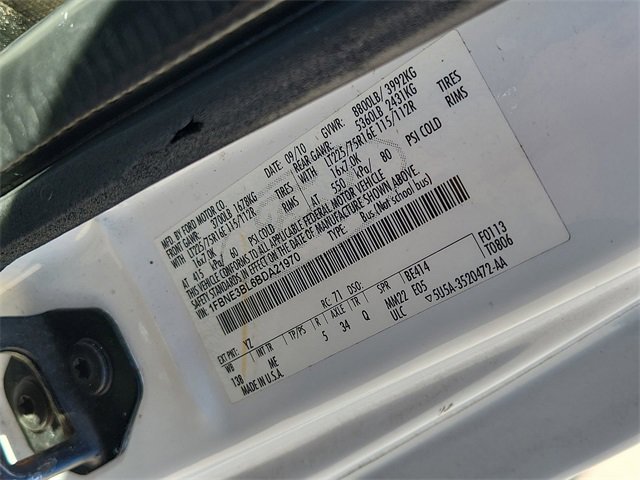 MFD. BY FORD MOTOR CO.
DATE 09/10 GVWR: 8800LB/ 3992KG
FRONT GAWR: 3700LB 1678KG REAR GAWR: 5360LB 2431KG
LT225/75R16E 115/112R TIRES WITH LT225/75R16E 115/112R TIRES
16x7.0K RIMS 16x7.0K RIMS
AT 415 kPa/ 60 PSI COLD AT 550 kPa/ 80 PSI COLD
THIS VEHICLE CONFORMS TO ALL APPLICABLE FEDERAL MOTOR VEHICLE
SAFETY STANDARDS IN EFFECT ON THE DATE OF MANUFACTURE SHOWN ABOVE.
VIN: 1FBNE3BL6BDA21970
TYPE: Bus (Not school bus)
F0113
TD806
EXT PNT: YZ RC: 71 DSO:
WB INT TR TP/PS R AXLE TR SPR BE414
138 ME 5 34 Q MM22 E05
MADE IN U.S.A. ULC ▽5U5A-3520472-AA